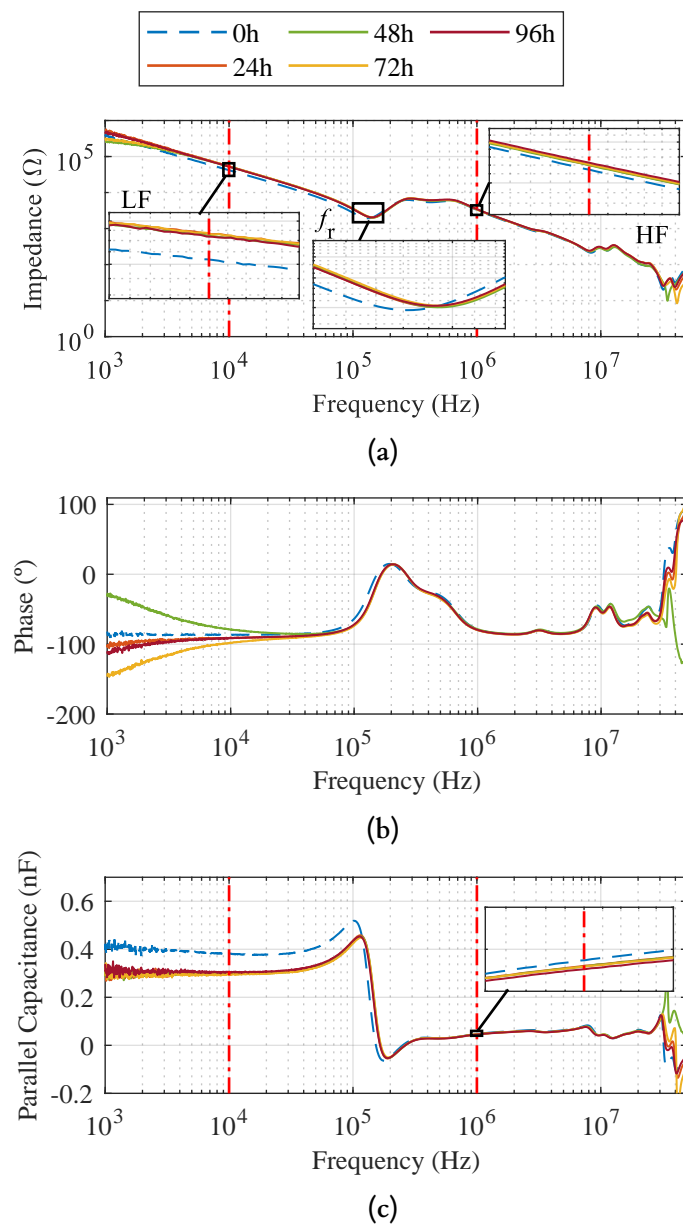 0h 48h 96h
24h 72h
Impedance (Ω)
10^5
10^0
LF
f_r
HF
10^3 10^4 10^5 10^6 10^7
Frequency (Hz)
(a)
Phase (º)
100
0
-100
-200
10^3 10^4 10^5 10^6 10^7
Frequency (Hz)
(b)
Parallel Capacitance (nF)
0.6
0.4
0.2
0
-0.2
10^3 10^4 10^5 10^6 10^7
Frequency (Hz)
(c)